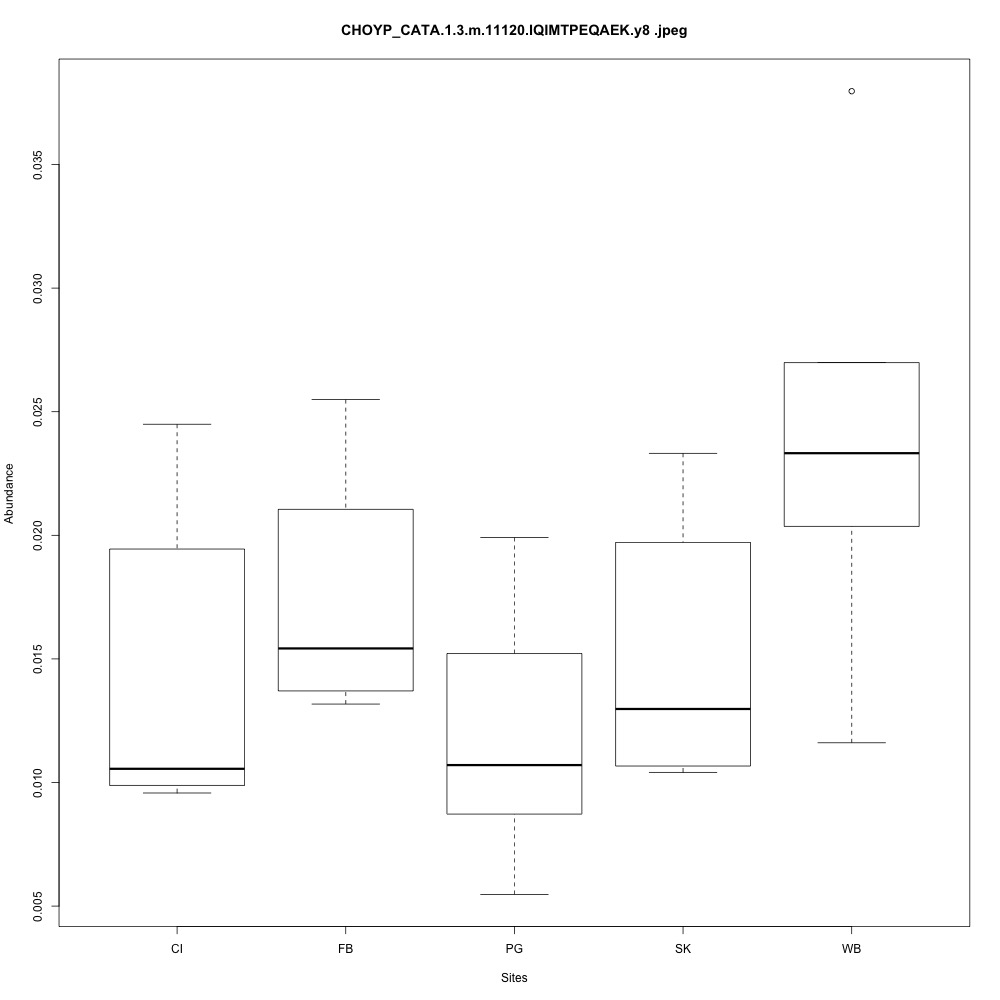 CHOYP_CATA.1.3.m.11120.IQIMTPEQAEK.y8 .jpeg
Abundance
0.035
0.030
0.025
0.020
0.015
0.010
0.005
CI FB PG SK WB
Sites